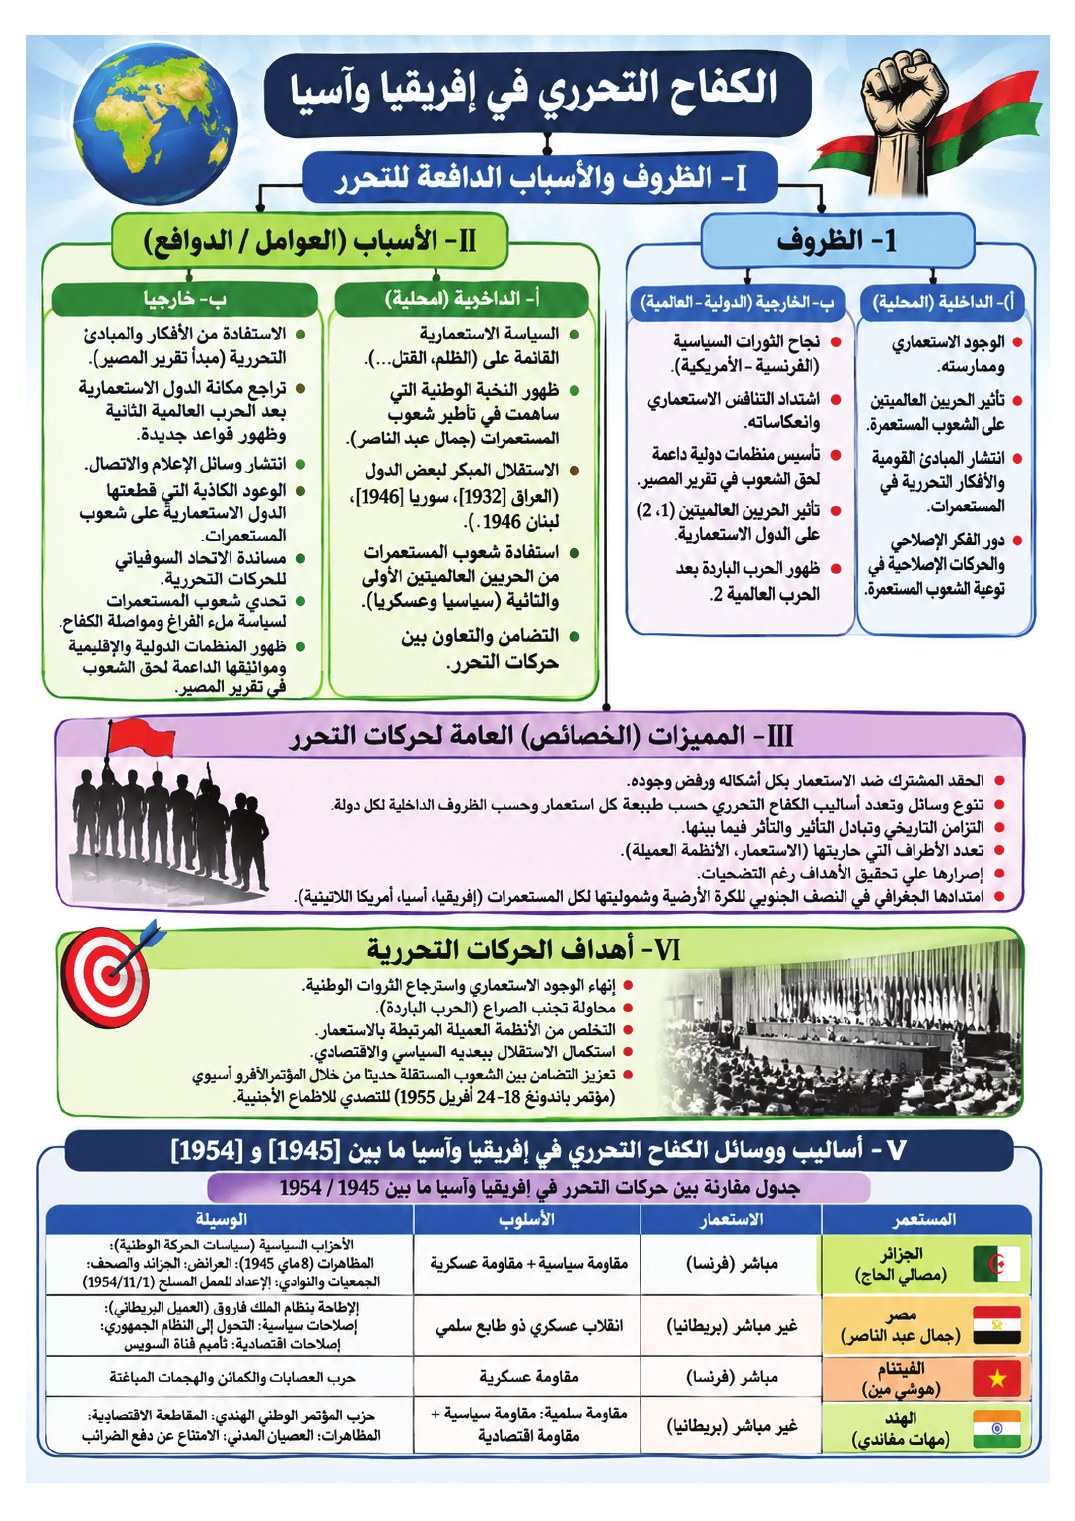 الكفاح التحرري في إفريقيا وآسيا
I- الظروف والأسباب الدافعة للتحرر
1- الظروف
أ)- الداخلية (المحلية)
الوجود الاستعماري
وممارسته.
تأثير الحربين العالميتين
على الشعوب المستعمرة.
انتشار المبادئ القومية
والأفكار التحررية في
المستعمرات.
دور الفكر الإصلاحي
والحركات الإصلاحية في
توعية الشعوب المستعمرة.
ب- الخارجية (الدولية - العالمية)
نجاح الثورات السياسية
(الفرنسية - الأمريكية).
اشتداد التنافس الاستعماري
وانعكاساته.
تأسيس منظمات دولية داعمة
لحق الشعوب في تقرير المصير.
تأثير الحربين العالميتين (1، 2)
على الدول الاستعمارية.
ظهور الحرب الباردة بعد
الحرب العالمية 2.
II- الأسباب (العوامل / الدوافع)
أ- الداخرية (امحلية)
السياسة الاستعمارية
القائمة على (الظلم، القتل...).
ظهور النخبة الوطنية التي
ساهمت في تأطير شعوب
المستعمرات (جمال عبد الناصر).
الاستقلال المبكر لبعض الدول
(العراق [1932]، سوريا [1946]،
لبنان 1946 .).
استفادة شعوب المستعمرات
من الحربين العالميتين الأولى
والثانية (سياسيا وعسكريا).
التضامن والتعاون بين
حركات التحرر.
ب- خارجيا
الاستفادة من الأفكار والمبادئ
التحررية (مبدأ تقرير المصير).
تراجع مكانة الدول الاستعمارية
بعد الحرب العالمية الثانية
وظهور قواعد جديدة.
انتشار وسائل الإعلام والاتصال.
الوعود الكاذية التي قطعتها
الدول الاستعمارية على شعوب
المستعمرات.
مساندة الاتحاد السوفياتي
للحركات التحررية.
تحدي شعوب المستعمرات
لسياسة ملء الفراغ ومواصلة الكفاح.
ظهور المنظمات الدولية والإقليمية
ومواثيقها الداعمة لحق الشعوب
في تقرير المصير.
III- المميزات (الخصائص) العامة لحركات التحرر
الحقد المشترك ضد الاستعمار بكل أشكاله ورفض وجوده.
تنوع وسائل وتعدد أساليب الكفاح التحرري حسب طبيعة كل استعمار وحسب الظروف الداخلية لكل دولة.
التزامن التاريخي وتبادل التأثير والتأثر فيما بينها.
تعدد الأطراف التي حاربتها (الاستعمار، الأنظمة العميلة).
إصرارها علي تحقيق الأهداف رغم التضحيات.
امتدادها الجغرافي في النصف الجنوبي للكرة الأرضية وشموليتها لكل المستعمرات (إفريقيا، أسيا، أمريكا اللاتينية).
VI- أهداف الحركات التحررية
إنهاء الوجود الاستعماري واسترجاع الثروات الوطنية.
محاولة تجنب الصراع (الحرب الباردة).
التخلص من الأنظمة العميلة المرتبطة بالاستعمار.
استكمال الاستقلال ببعديه السياسي والاقتصادي.
تعزيز التضامن بين الشعوب المستقلة حديثا من خلال المؤتمرالأفرو أسيوي
(مؤتمر باندونغ 18- 24 أفريل 1955) للتصدي للاظماع الأجنبية.
V - أساليب ووسائل الكفاح التحرري في إفريقيا وآسيا ما بين [1945] و [1954]
جدول مقارنة بين حركات التحرر في إفريقيا وآسيا ما بين 1945 / 1954
المستعمر الاستعمار الأسلوب الوسيلة
الجزائر
(مصالي الحاج)
مباشر (فرنسا)
مقاومة سياسية + مقاومة عسكرية
الأحزاب السياسية (سياسات الحركة الوطنية):
المظاهرات (8 ماي 1945): العرائض: الجزاند والصحف:
الجمعيات والنوادي: الإعداد للعمل المسلح (1954/11/1)
مصر
(جمال عبد الناصر)
غير مباشر (بريطانيا)
انقلاب عسكري ذو طابع سلمي
الإطاحة بنظام الملك فاروق (العميل البريطاني):
إصلاحات سياسية: التحول إلى النظام الجمهوري:
إصلاحات اقتصادية: تأميم قناة السويس
الفيتنام
(هوشي مين)
مباشر (فرنسا)
مقاومة عسكرية
حرب العصابات والكمائن والهجمات المباغتة
الهند
(مهات مفاندي)
غير مباشر (بريطانيا)
مقاومة سلمية: مقاومة سياسية +
مقاومة اقتصادية
حزب المؤتمر الوطني الهندي: المقاطعة الاقتصادية:
المظاهرات: العصيان المدني: الامتناع عن دفع الضرائب